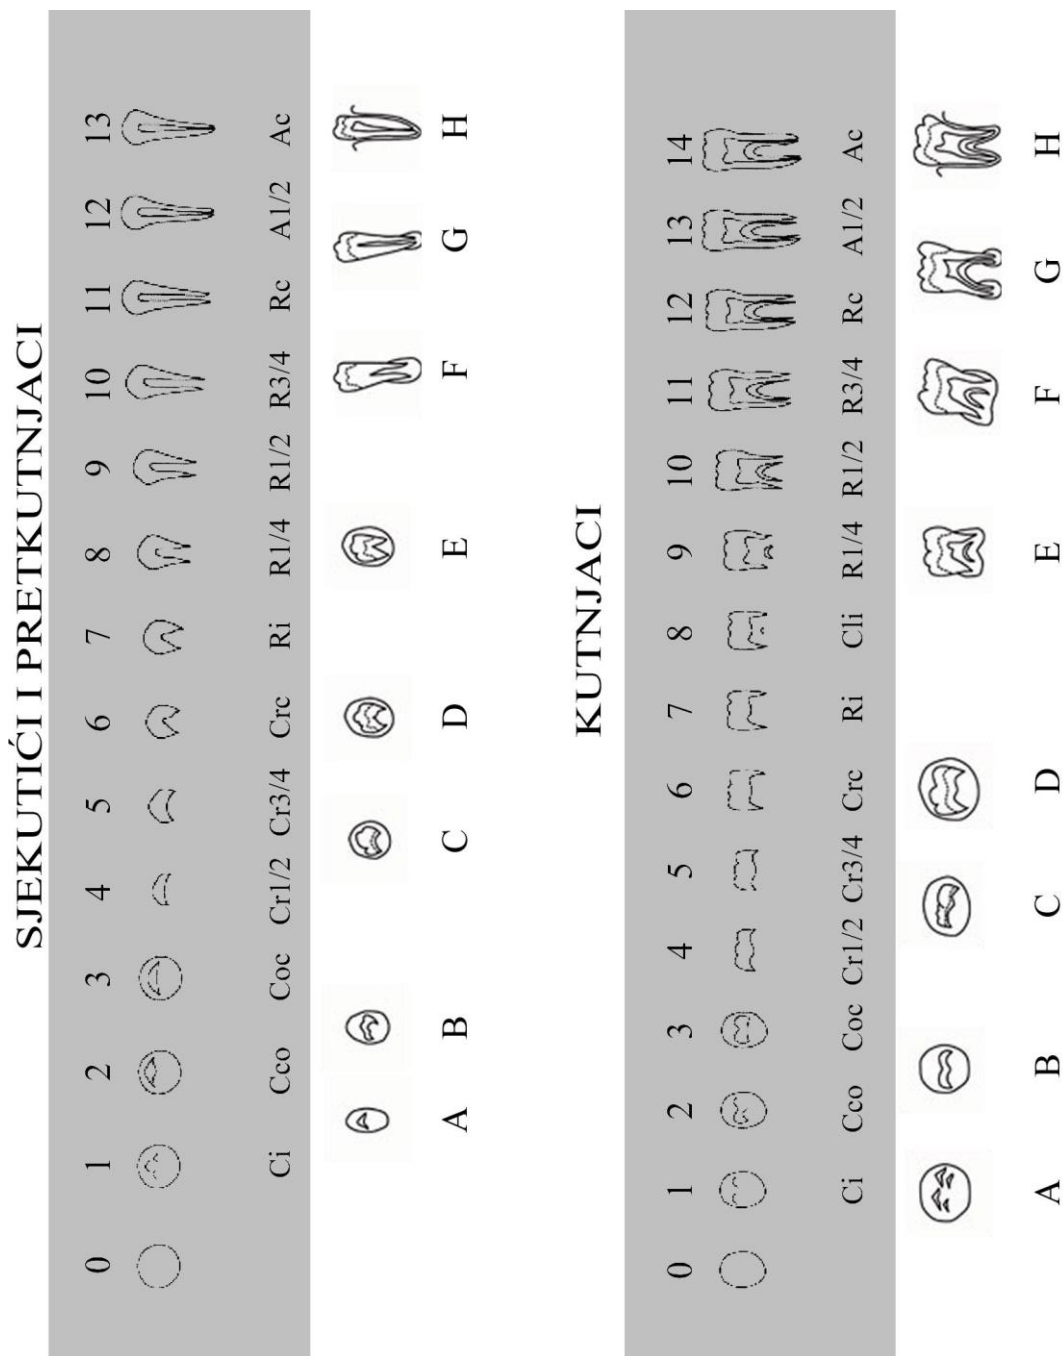 SJEKUTIĆI I PRETKUTNJACI
0 1 2 3 4 5 6 7 8 9 10 11 12 13
Ci Cco Coc Cr1/2 Cr3/4 Crc Ri R1/4 R1/2 R3/4 Rc A1/2 Ac
A B C D E F G H
KUTNJACI
0 1 2 3 4 5 6 7 8 9 10 11 12 13 14
Ci Cco Coc Cr1/2 Cr3/4 Crc Ri Cli R1/4 R1/2 R3/4 Rc A1/2 Ac
A B C D E F G H